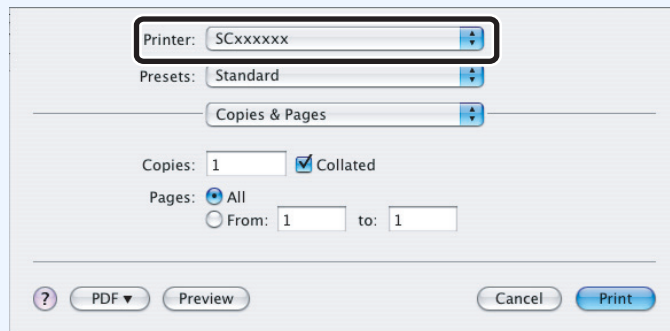 Printer: SCxxxxxx
Presets: Standard
Copies & Pages
Copies: 1 Collated
Pages: All
From: 1 to: 1
? PDF▼ Preview Cancel Print